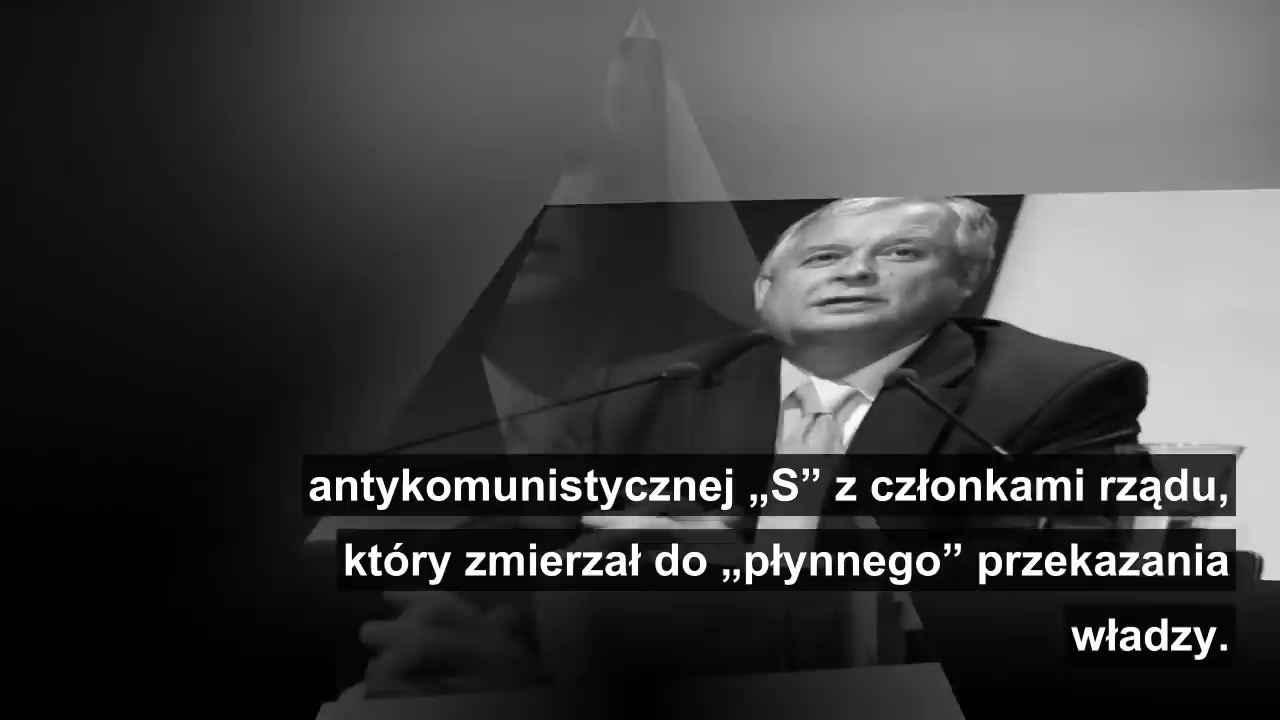 antykomunistycznej „S” z członkami rządu,
który zmierzał do „płynnego” przekazania
władzy.